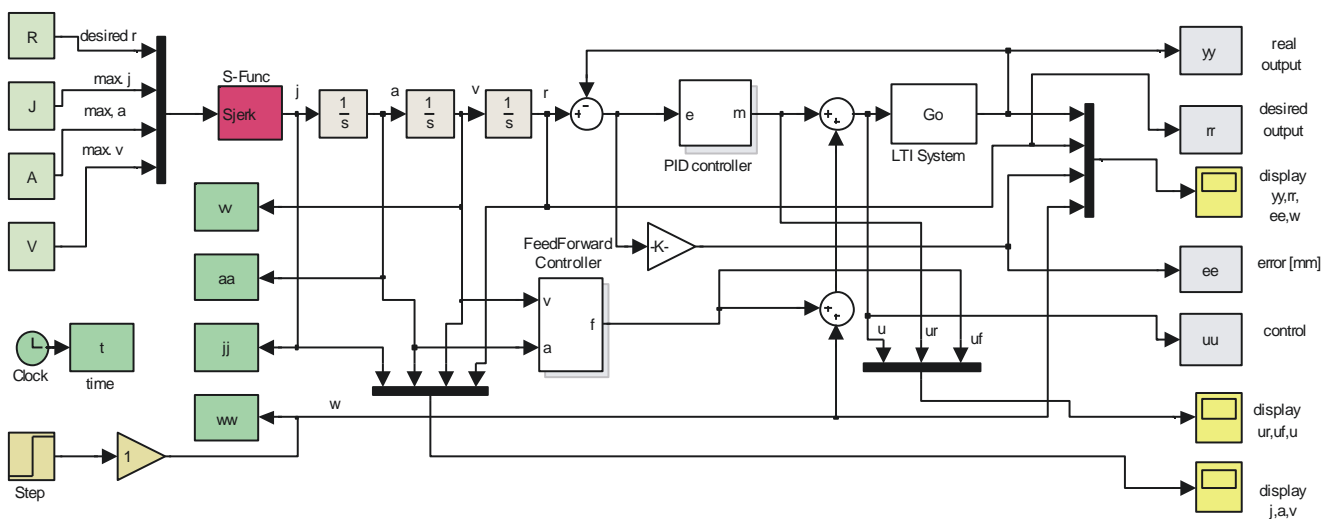 R
desired r
J
max. j
max, a
A
max. v
V
S-Func
Sjerk
j
1
s
a
1
s
v
1
s
r
+
−
e
m
PID controller
+
+
Go
LTI System
yy
real
output
rr
desired
output
display
yy,rr,
ee,w
vv
-K-
FeedForward
Controller
ee
error [mm]
aa
v
f
a
+
+
u
ur
uf
uu
control
jj
Clock
t
time
ww
w
display
ur,uf,u
Step
1
display
j,a,v